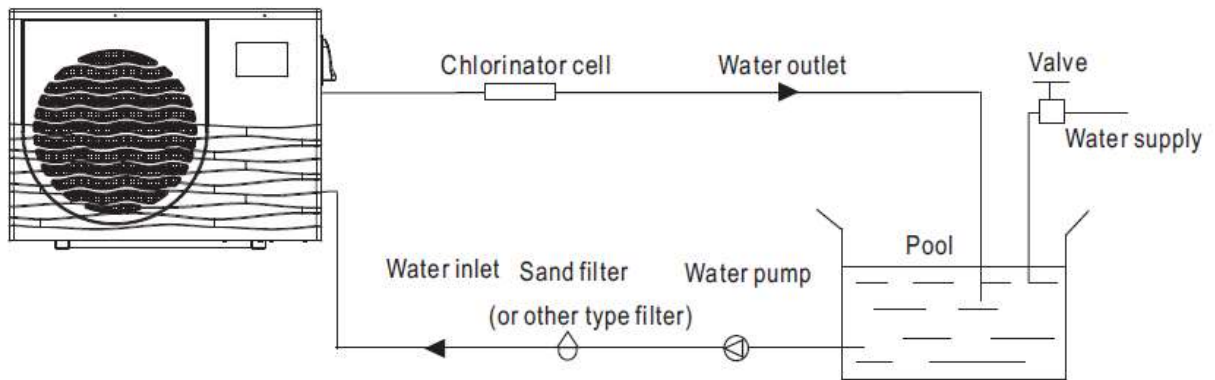 Chlorinator cell
Water outlet
Valve
Water supply
Pool
Water inlet
Sand filter
(or other type filter)
Water pump